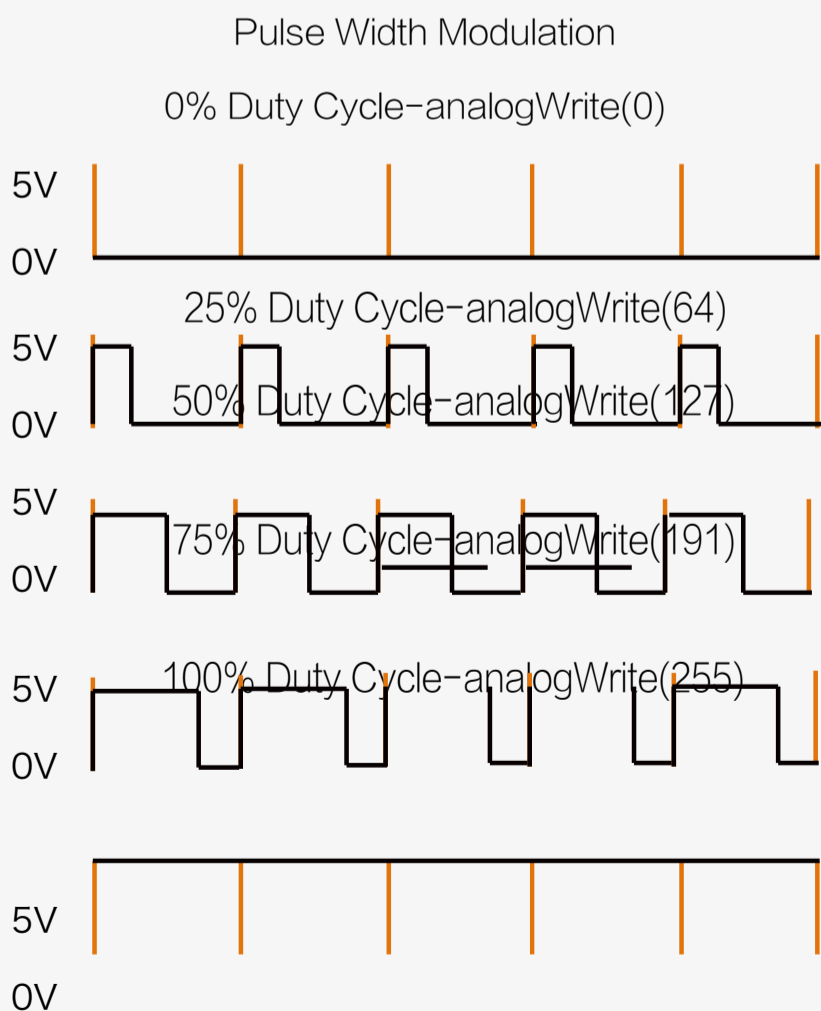 Pulse Width Modulation
0% Duty Cycle-analogWrite(0)
5V
0V
25% Duty Cycle-analogWrite(64)
5V
50% Duty Cycle-analogWrite(127)
0V
5V
75% Duty Cycle-analogWrite(191)
0V
100% Duty Cycle-analogWrite(255)
5V
0V
5V
0V